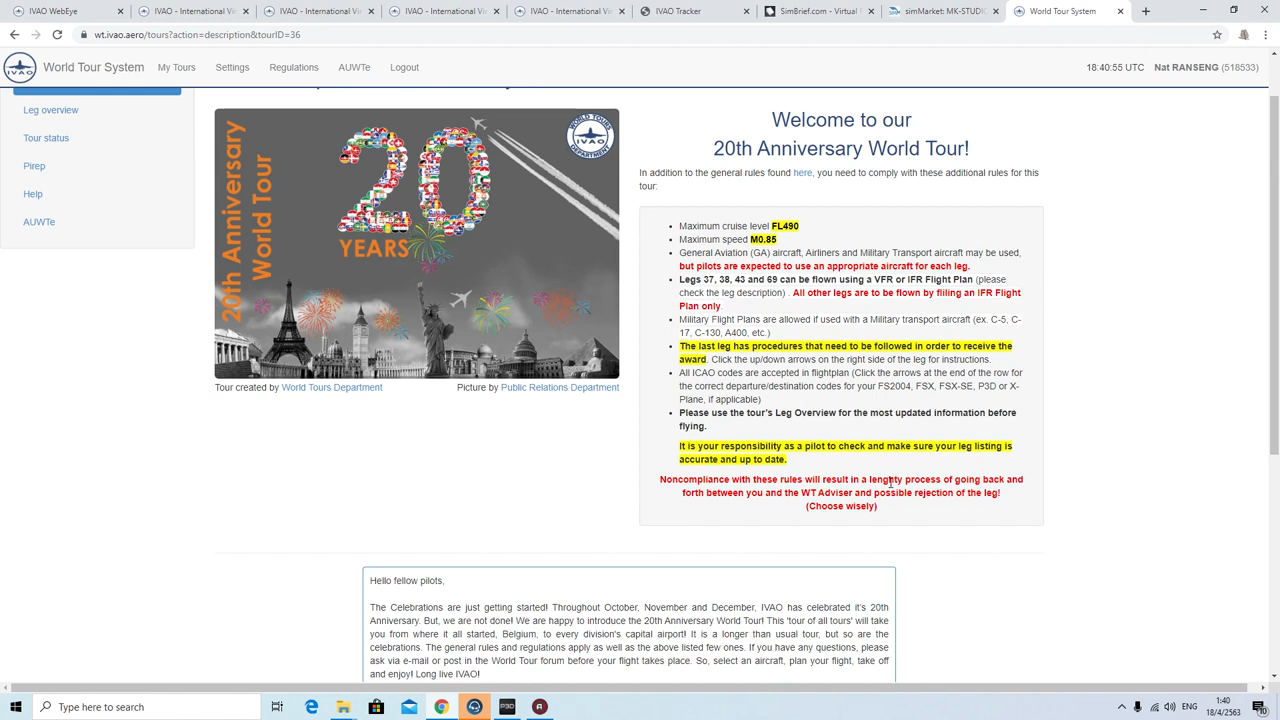 IVAO WebEye
IVAO - International Vir
IVAO - International Vir
IVAO - International Vir
IVAO - International Vir
IVAO Tracker
SimBrief.com - Virtual F
simMarket: MK-STUDIO
World Tour System
wt.ivao.aero/tours?action=description&tourID=36
IVAO
World Tour System
My Tours
Settings
Regulations
AUWTe
Logout
18:40:55 UTC
Nat RANSENG (518533)
Leg overview
Tour status
Pirep
Help
AUWTe
20th Anniversary
World Tour
20
YEARS
WORLD TOURS
DEPARTMENT
Tour created by World Tours Department
Picture by Public Relations Department
Welcome to our
20th Anniversary World Tour!
In addition to the general rules found here, you need to comply with these additional rules for this
tour:
• Maximum cruise level FL490
• Maximum speed M0.85
• General Aviation (GA) aircraft, Airliners and Military Transport aircraft may be used,
but pilots are expected to use an appropriate aircraft for each leg.
• Legs 37, 38, 43 and 69 can be flown using a VFR or IFR Flight Plan (please
check the leg description) . All other legs are to be flown by fliling an IFR Flight
Plan only.
• Military Flight Plans are allowed if used with a Military transport aircraft (ex. C-5, C-
17, C-130, A400, etc.)
• The last leg has procedures that need to be followed in order to receive the
award. Click the up/down arrows on the right side of the leg for instructions.
• All ICAO codes are accepted in flightplan (Click the arrows at the end of the row for
the correct departure/destination codes for your FS2004, FSX, FSX-SE, P3D or X-
Plane, if applicable)
• Please use the tour's Leg Overview for the most updated information before
flying.
It is your responsibility as a pilot to check and make sure your leg listing is
accurate and up to date.
Noncompliance with these rules will result in a lenghty process of going back and
forth between you and the WT Adviser and possible rejection of the leg!
(Choose wisely)
Hello fellow pilots,
The Celebrations are just getting started! Throughout October, November and December, IVAO has celebrated it's 20th
Anniversary. But, we are not done! We are happy to introduce the 20th Anniversary World Tour! This 'tour of all tours' will take
you from where it all started, Belgium, to every division's capital airport! It is a longer than usual tour, but so are the
celebrations. The general rules and regulations apply as well as the above listed few ones. If you have any questions, please
ask via e-mail or post in the World Tour forum before your flight takes place. So, select an aircraft, plan your flight, take off
and enjoy! Long live IVAO!
Type here to search
P3D
ENG
1:40
18/4/2563
10